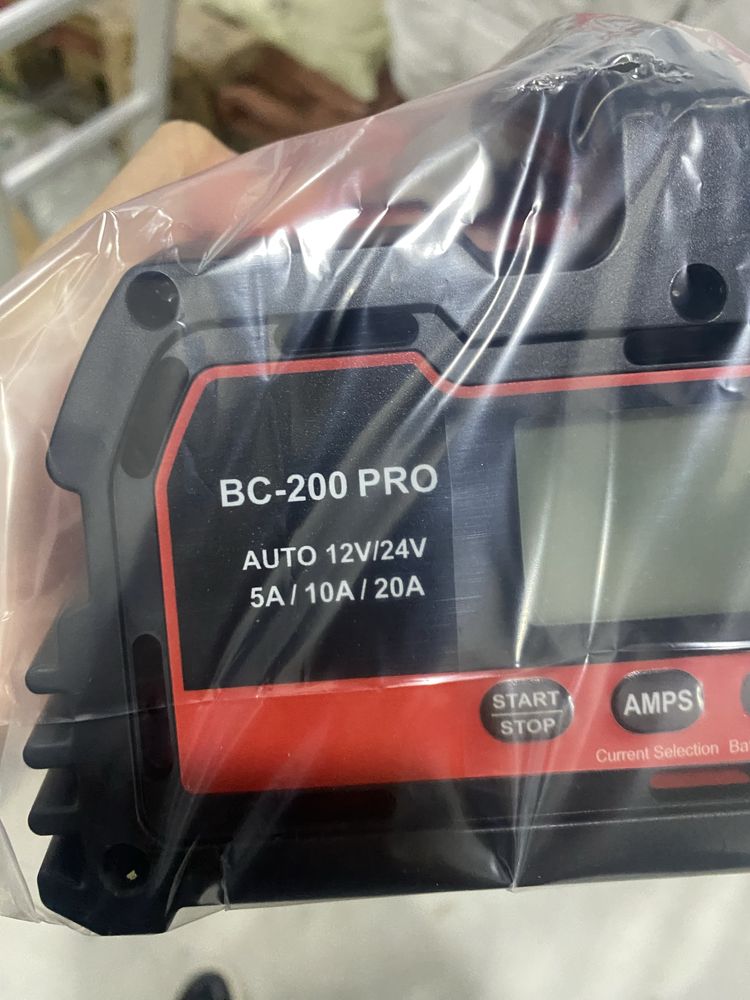 BC-200 PRO
AUTO 12V/24V
5A / 10A / 20A
START
STOP
AMPS
Current Selection